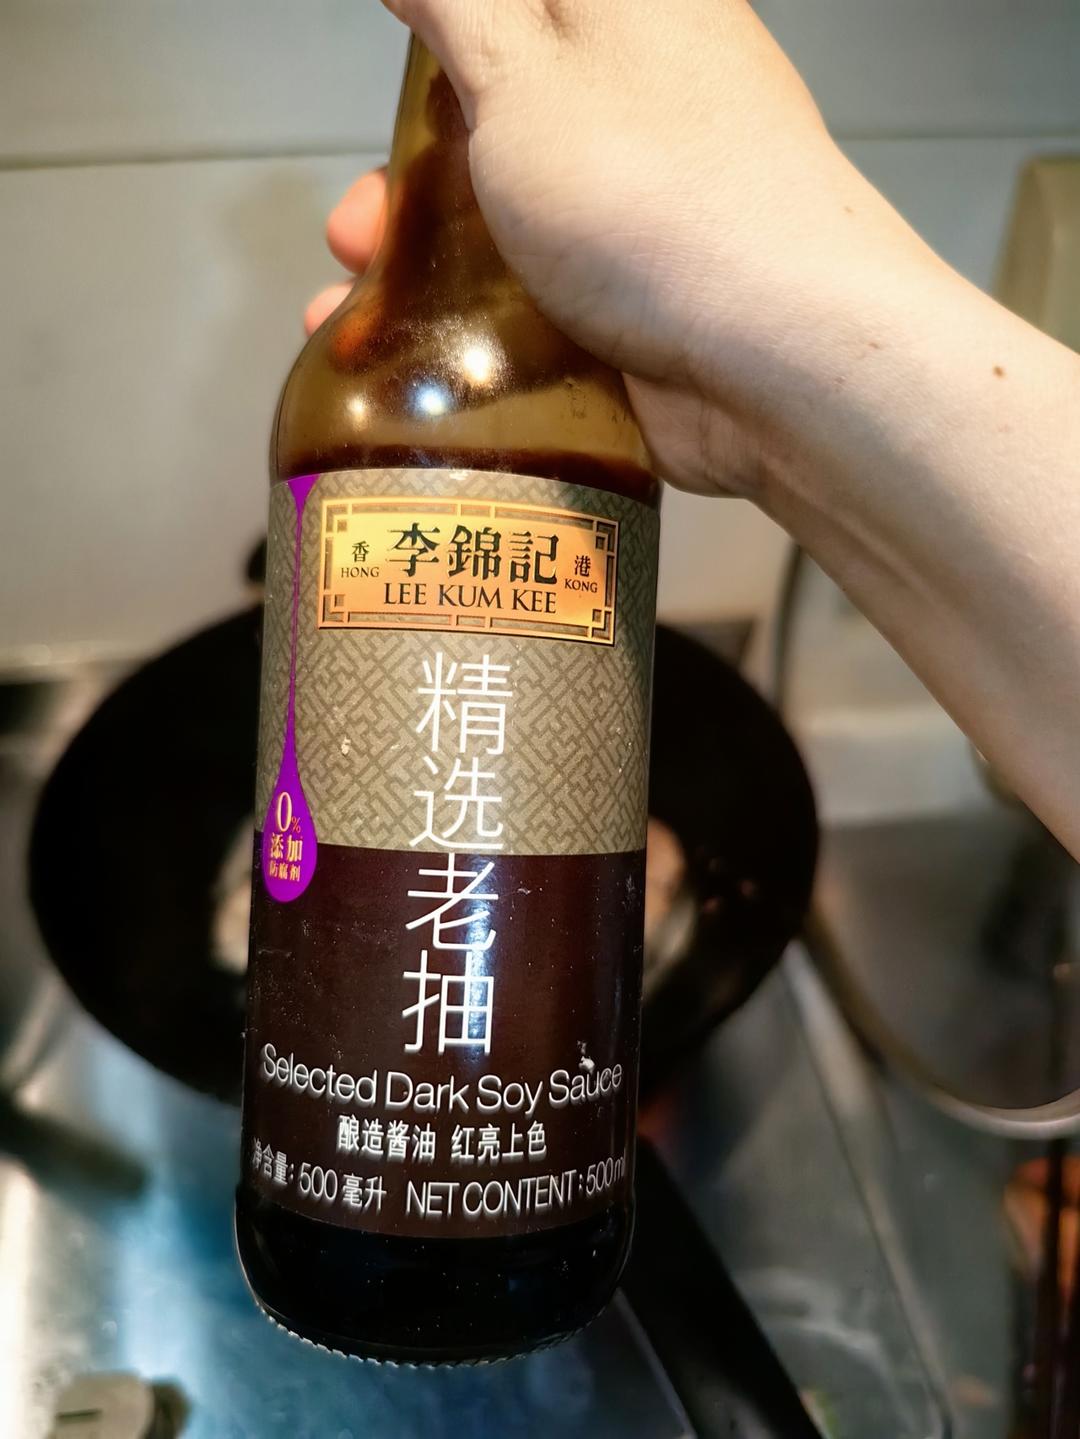 香 李錦記 港
HONG LEE KUM KEE KONG
精选老抽
0%
添加
防腐剂
Selected Dark Soy Sauce
酿造酱油 红亮上色
净含量:500毫升 NET CONTENT:500ml